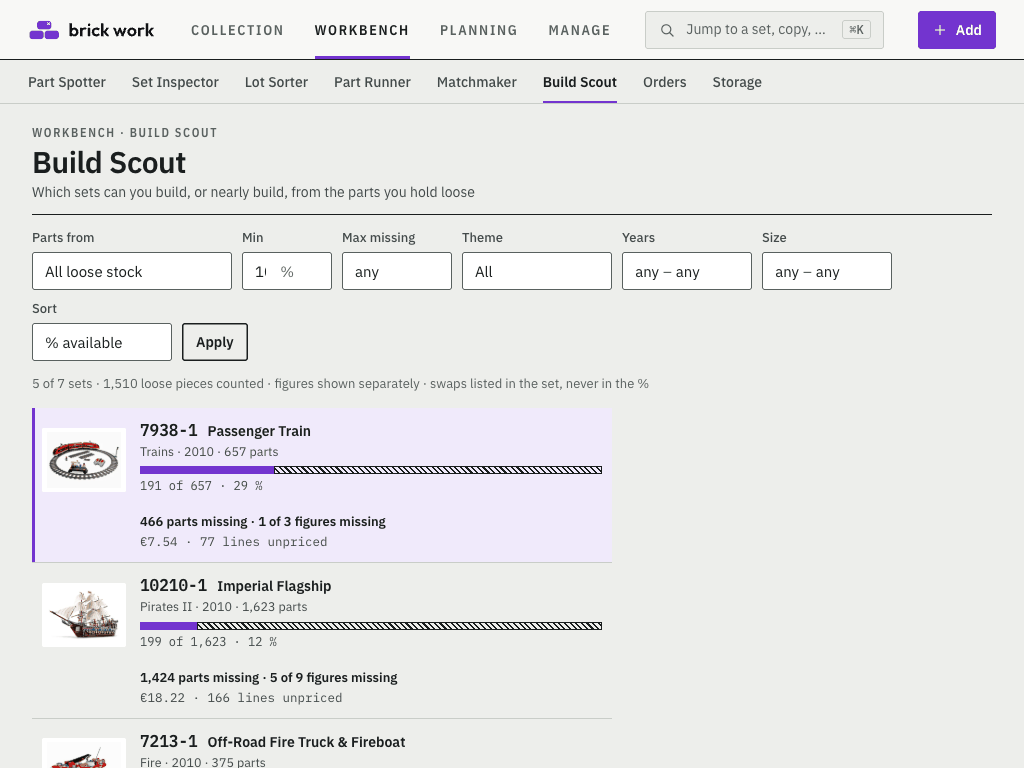 brick work
COLLECTION
WORKBENCH
PLANNING
MANAGE
Jump to a set, copy, ...
⌘K
+ Add
Part Spotter
Set Inspector
Lot Sorter
Part Runner
Matchmaker
Build Scout
Orders
Storage
WORKBENCH · BUILD SCOUT
Build Scout
Which sets can you build, or nearly build, from the parts you hold loose
Parts from
Min
Max missing
Theme
Years
Size
All loose stock
%
any
All
any – any
any – any
Sort
% available
Apply
5 of 7 sets · 1,510 loose pieces counted · figures shown separately · swaps listed in the set, never in the %
7938-1 Passenger Train
Trains · 2010 · 657 parts
191 of 657 · 29 %
466 parts missing · 1 of 3 figures missing
€7.54 · 77 lines unpriced
10210-1 Imperial Flagship
Pirates II · 2010 · 1,623 parts
199 of 1,623 · 12 %
1,424 parts missing · 5 of 9 figures missing
€18.22 · 166 lines unpriced
7213-1 Off-Road Fire Truck & Fireboat
Fire · 2010 · 375 parts